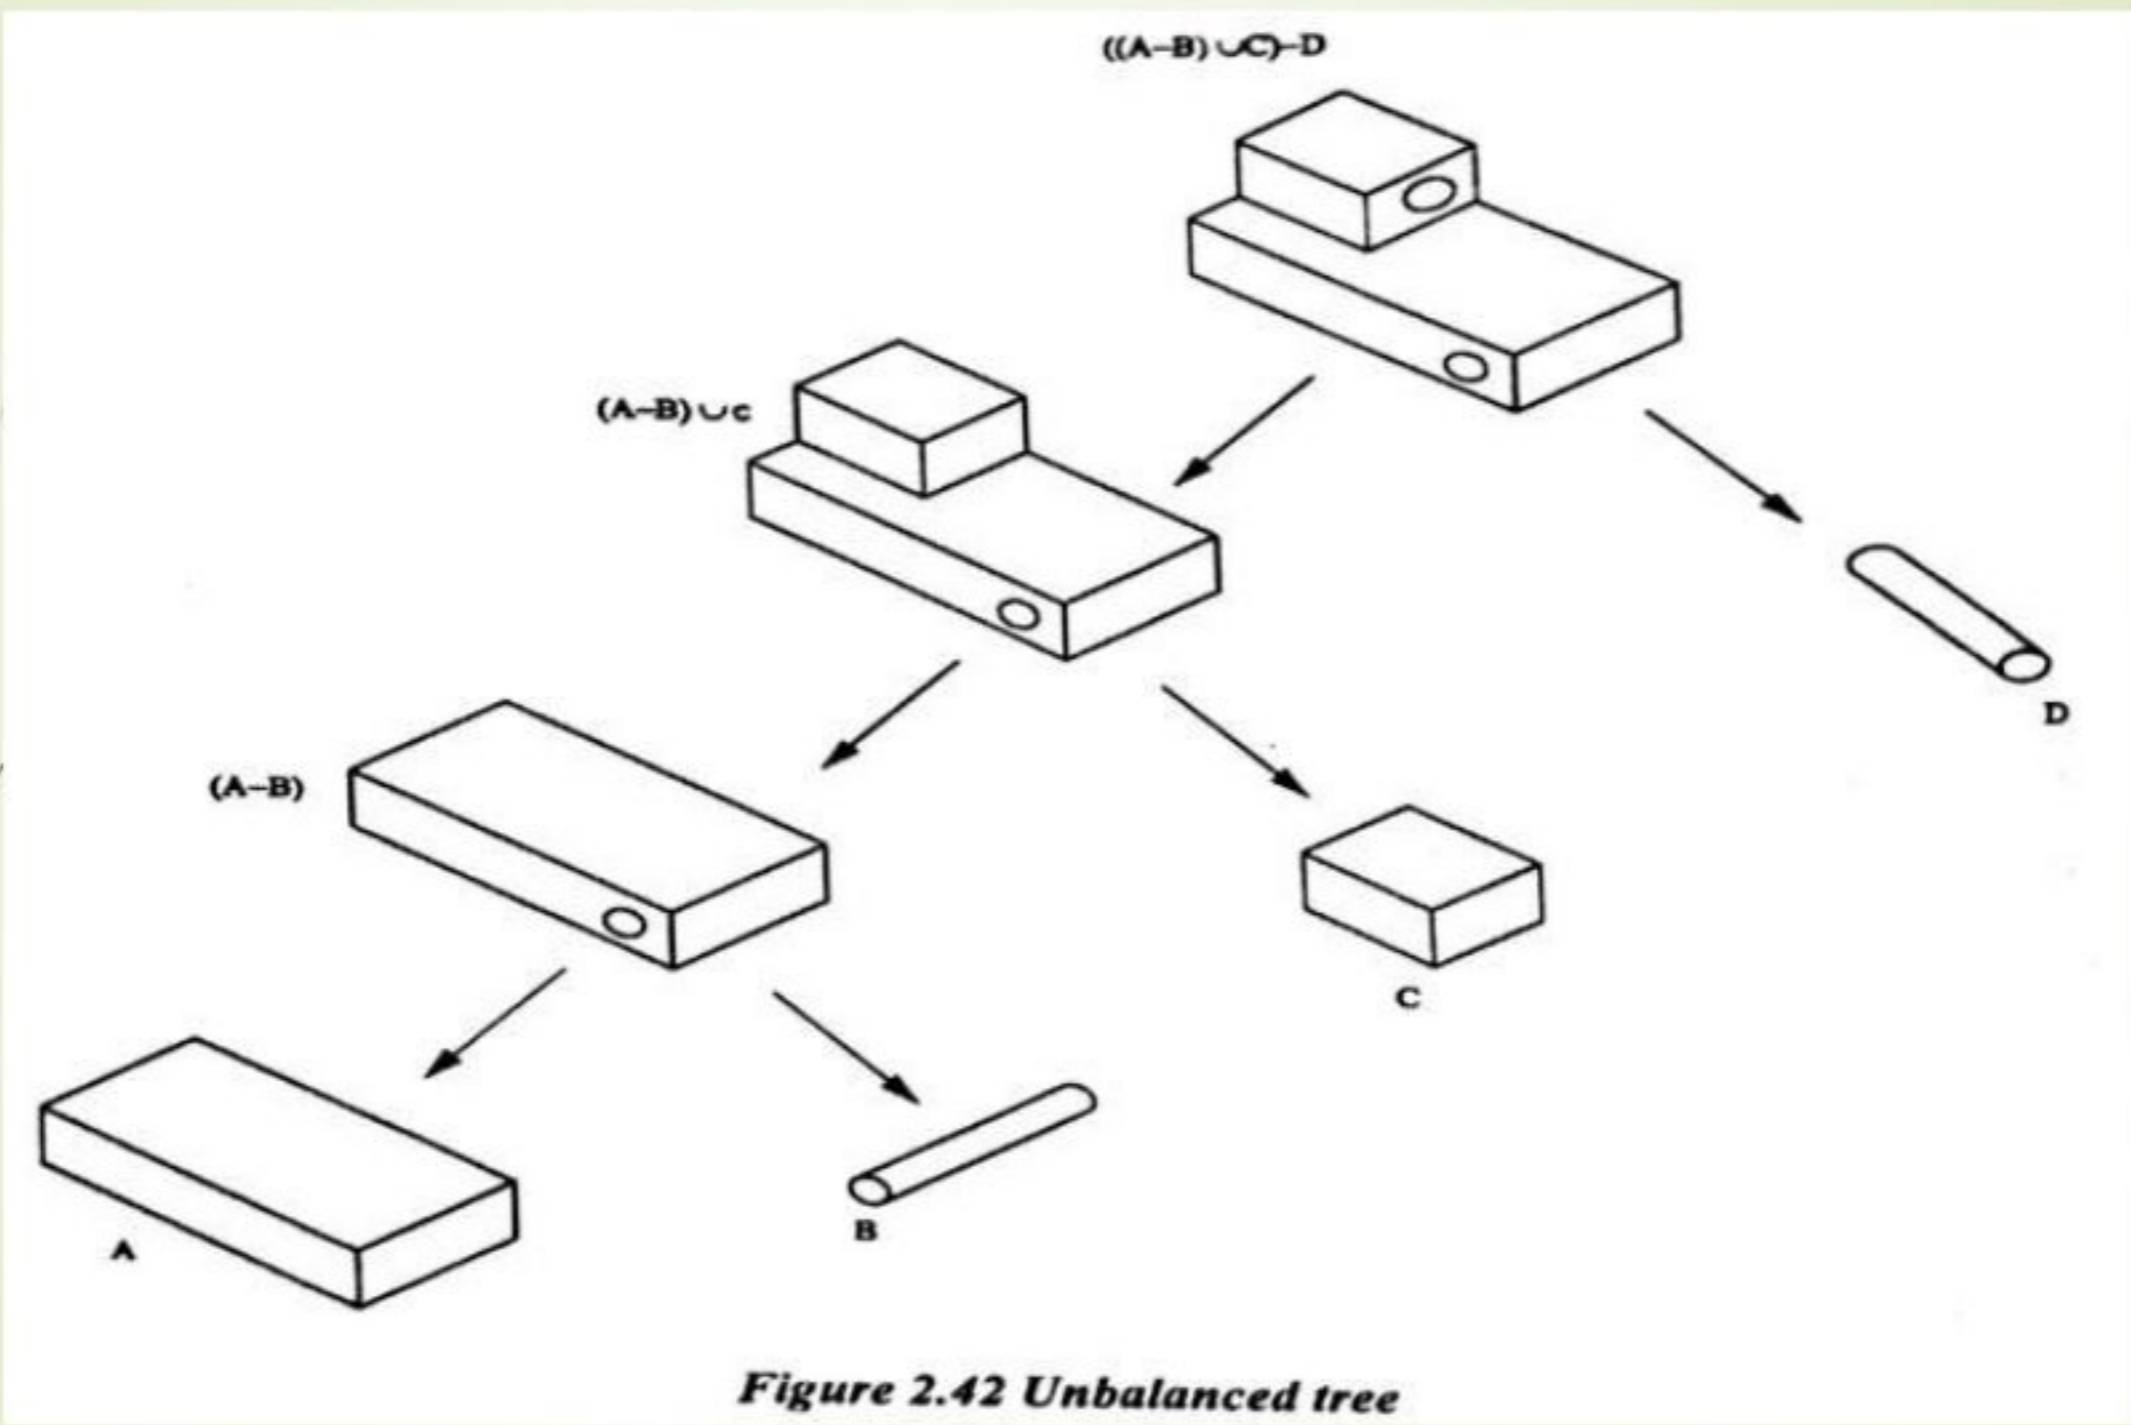 ((A–B)∪C)–D
(A–B)∪c
D
(A–B)
C
B
A
Figure 2.42 Unbalanced tree